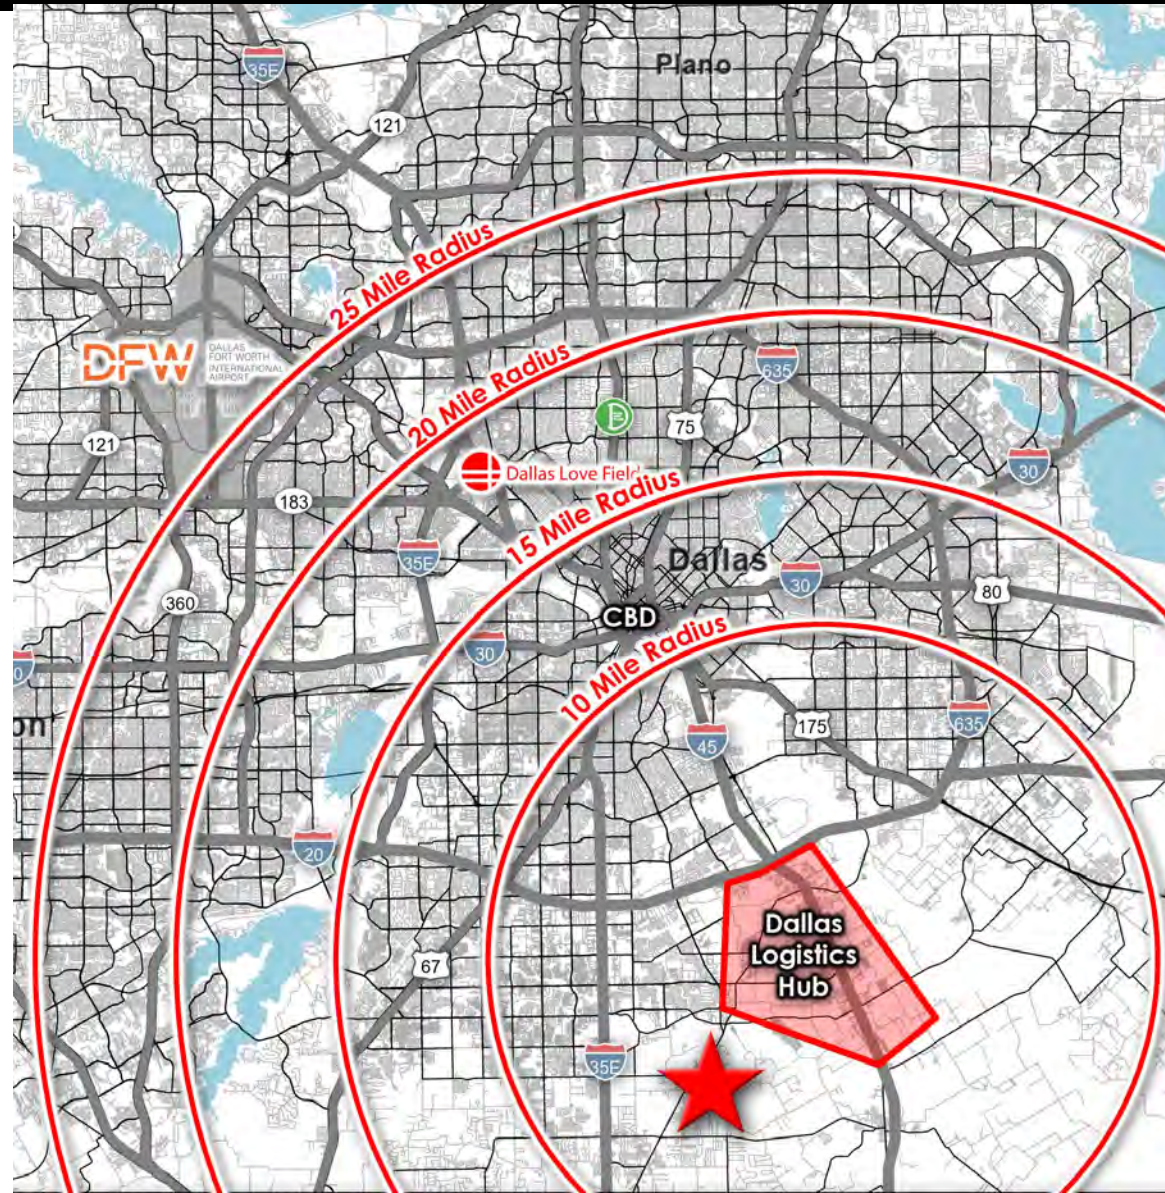 35E
Plano
121
25 Mile Radius
DFW
DALLAS
FORT WORTH
INTERNATIONAL
AIRPORT
20 Mile Radius
635
121
75
30
Dallas Love Field
183
15 Mile Radius
35E
Dallas
30
80
360
CBD
30
0
10 Mile Radius
on
45
175
635
20
Dallas
Logistics
Hub
67
35E